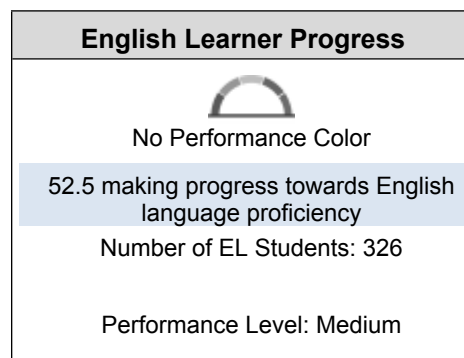 English Learner Progress
No Performance Color
52.5 making progress towards English
language proficiency
Number of EL Students: 326
Performance Level: Medium